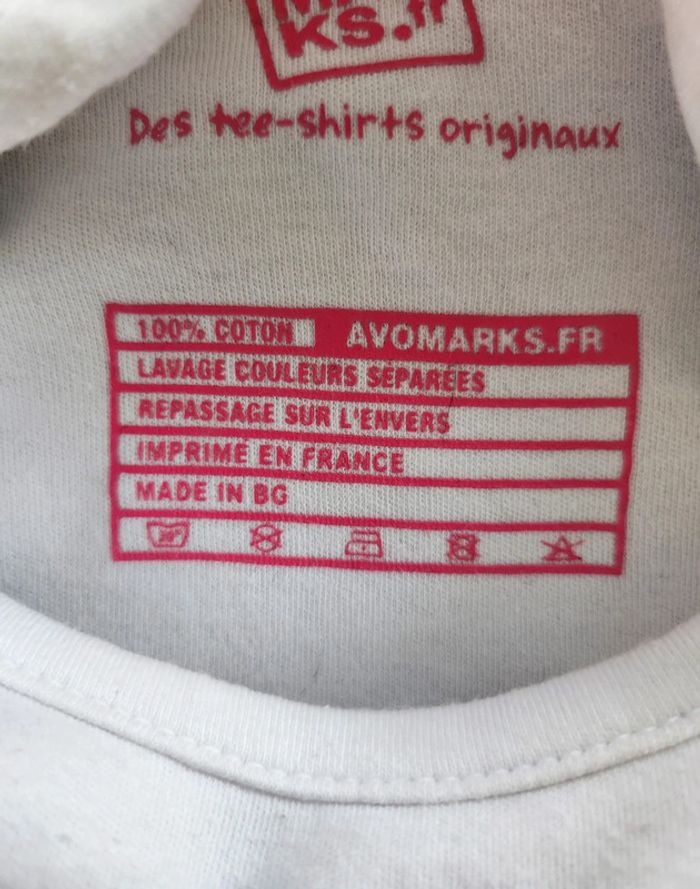 KS.fr
Des tee-shirts originaux
100% COTON AVOMARKS.FR
LAVAGE COULEURS SÉPARÉES
REPASSAGE SUR L'ENVERS
IMPRIMÉ EN FRANCE
MADE IN BG